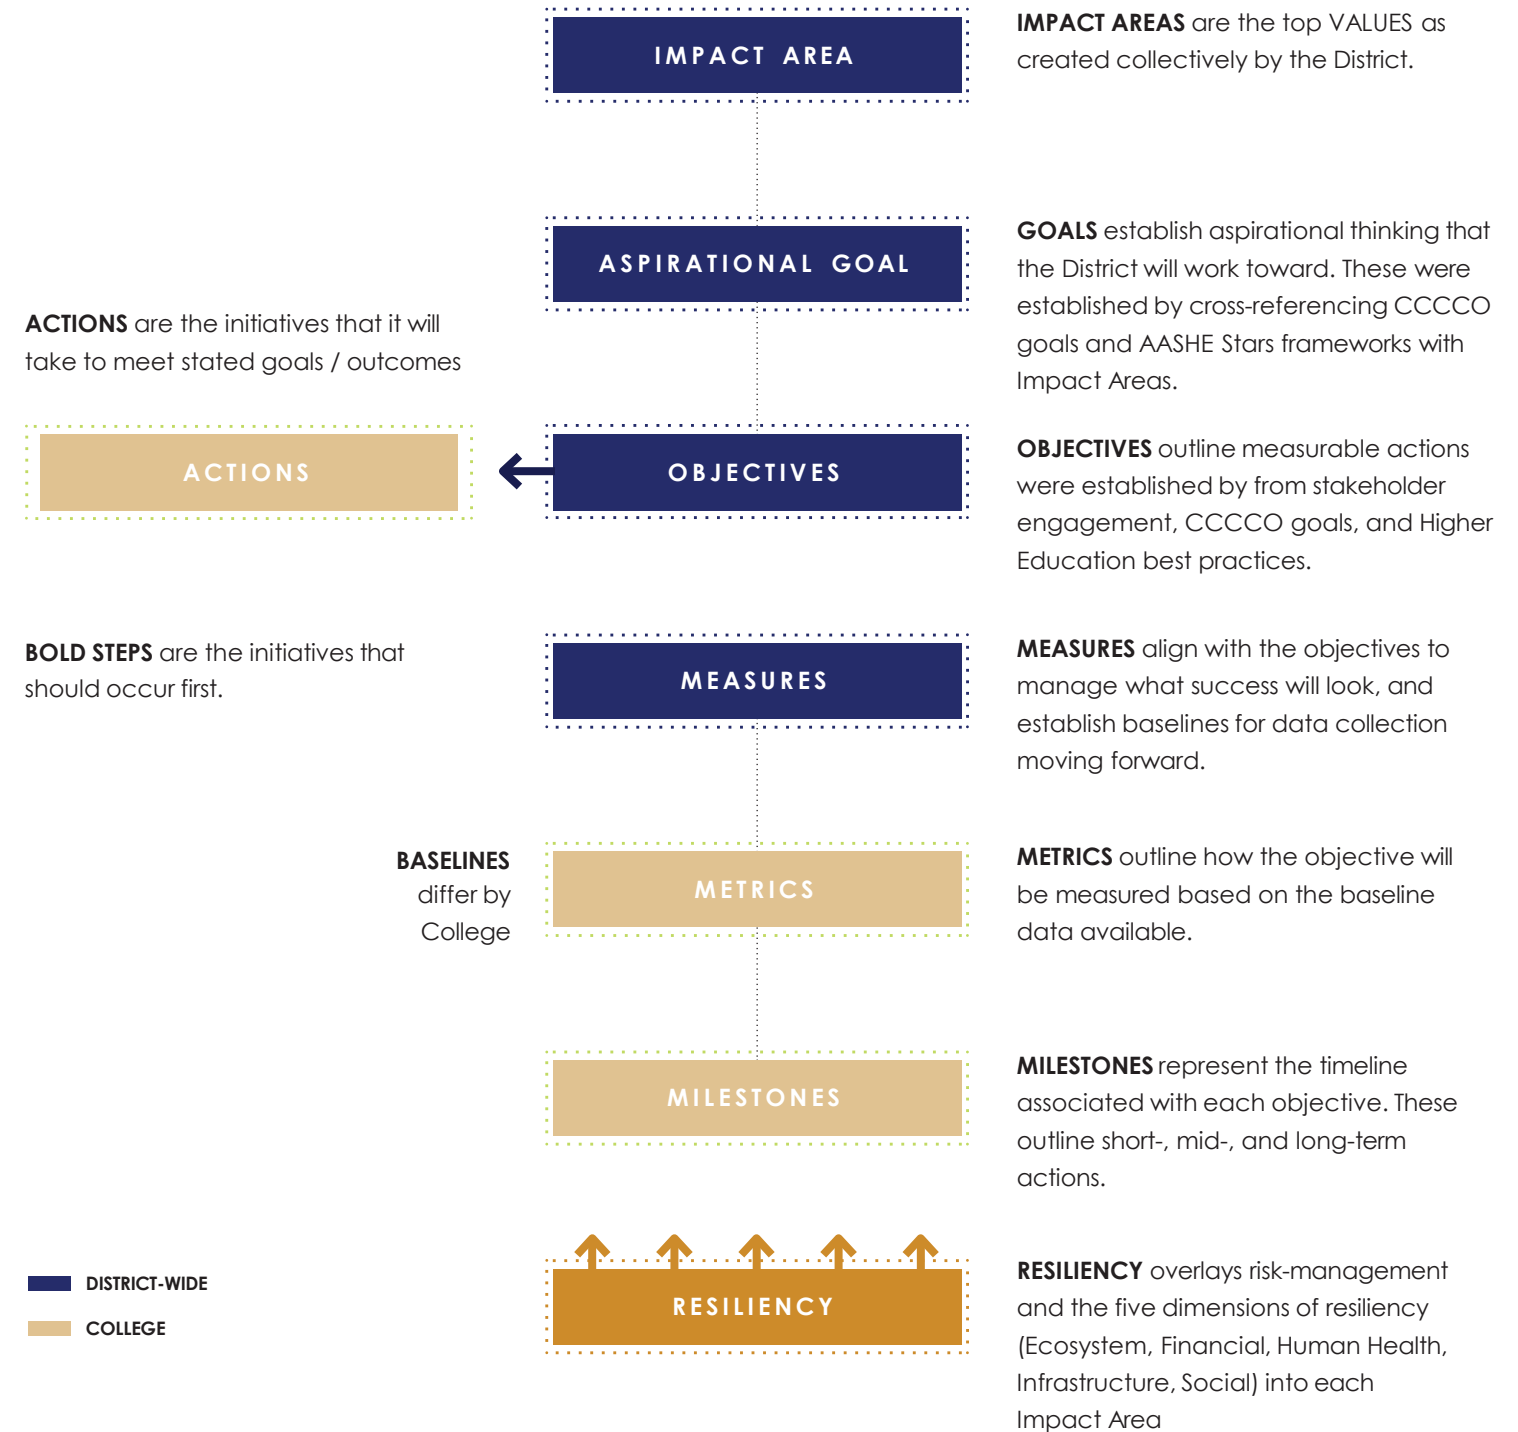 IMPACT AREA
IMPACT AREAS are the top VALUES as
created collectively by the District.
ASPIRATIONAL GOAL
GOALS establish aspirational thinking that
the District will work toward. These were
established by cross-referencing CCCCO
goals and AASHE Stars frameworks with
Impact Areas.
ACTIONS are the initiatives that it will
take to meet stated goals / outcomes
ACTIONS
OBJECTIVES
OBJECTIVES outline measurable actions
were established by from stakeholder
engagement, CCCCO goals, and Higher
Education best practices.
BOLD STEPS are the initiatives that
should occur first.
MEASURES
MEASURES align with the objectives to
manage what success will look, and
establish baselines for data collection
moving forward.
BASELINES
differ by
College
METRICS
METRICS outline how the objective will
be measured based on the baseline
data available.
MILESTONES
MILESTONES represent the timeline
associated with each objective. These
outline short-, mid-, and long-term
actions.
DISTRICT-WIDE
COLLEGE
RESILIENCY
RESILIENCY overlays risk-management
and the five dimensions of resiliency
(Ecosystem, Financial, Human Health,
Infrastructure, Social) into each
Impact Area